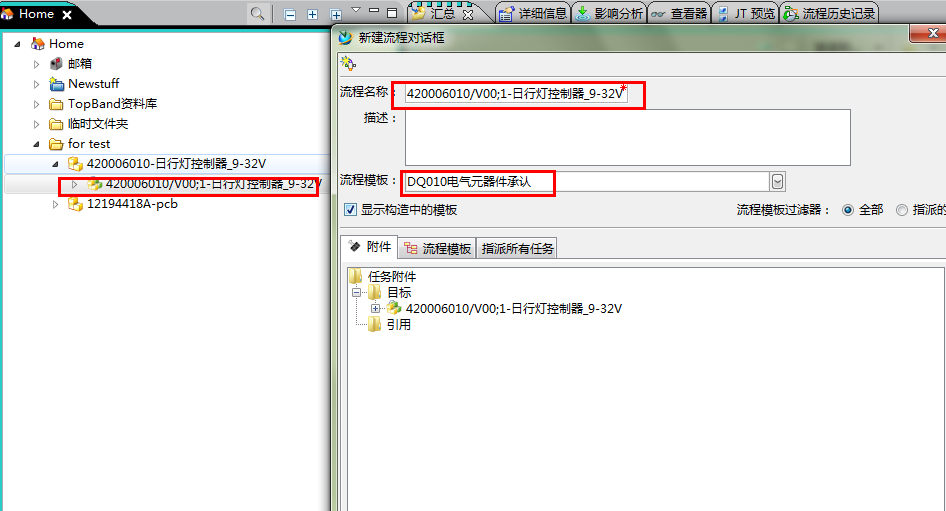 Home
汇总
详细信息
影响分析
查看器
JT 预览
流程历史记录
Home
邮箱
Newstuff
TopBand资料库
临时文件夹
for test
420006010-日行灯控制器_9-32V
420006010/V00;1-日行灯控制器_9-32V
12194418A-pcb
新建流程对话框
流程名称：
420006010/V00;1-日行灯控制器_9-32V*
描述：
流程模板：
DQ010电气元器件承认
显示构造中的模板
流程模板过滤器：
全部
指派的
附件
流程模板
指派所有任务
任务附件
目标
420006010/V00;1-日行灯控制器_9-32V
引用